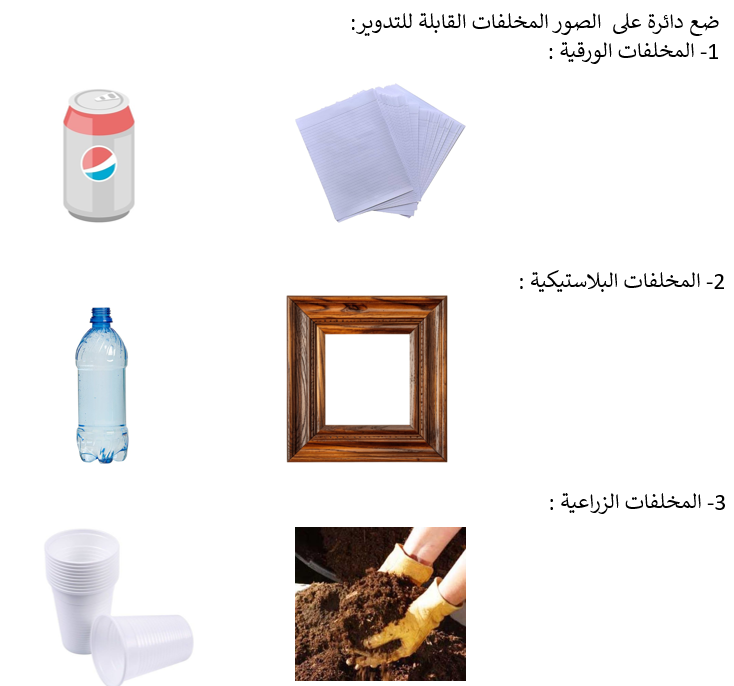 ضع دائرة على الصور المخلفات القابلة للتدوير:
1- المخلفات الورقية :
2- المخلفات البلاستيكية :
3- المخلفات الزراعية :